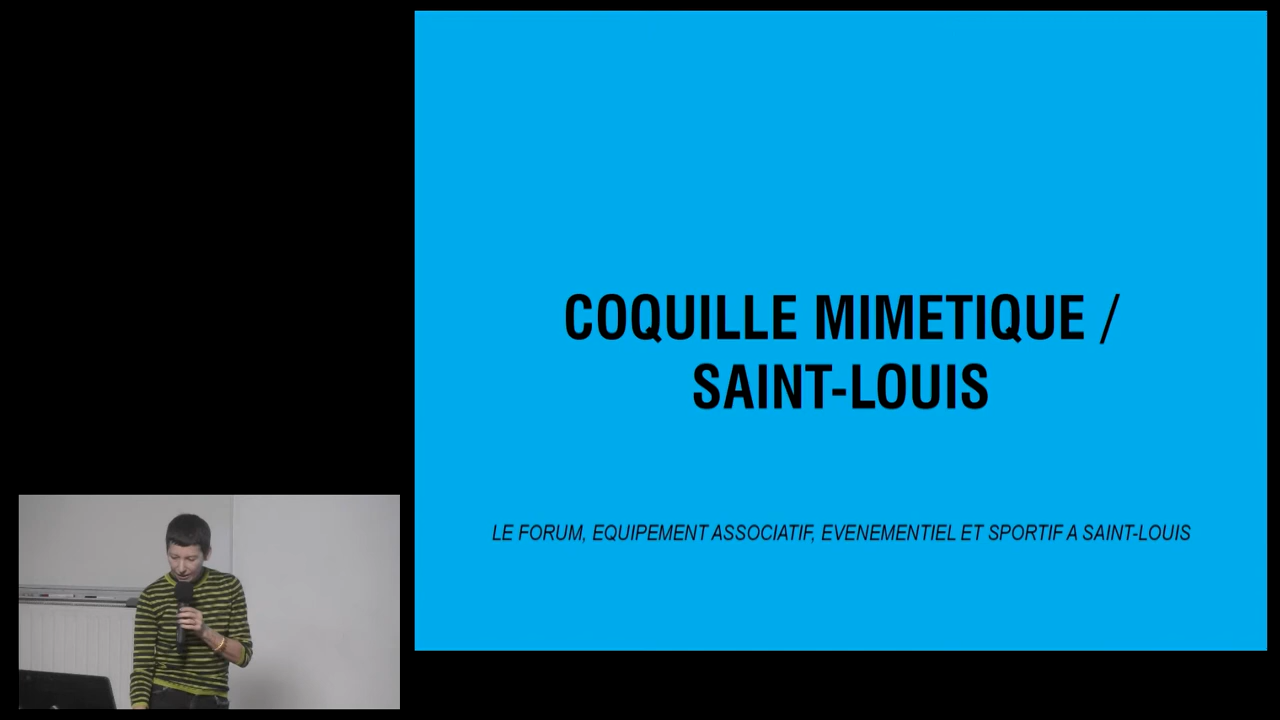 COQUILLE MIMETIQUE /
SAINT-LOUIS
LE FORUM, EQUIPEMENT ASSOCIATIF, EVENEMENTIEL ET SPORTIF A SAINT-LOUIS